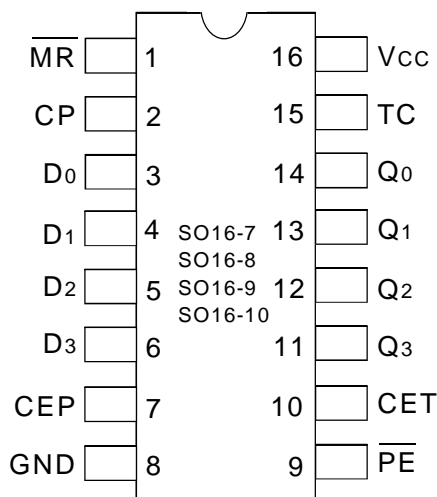 MR 1 16 Vcc
CP 2 15 TC
D0 3 14 Q0
D1 4 13 Q1
SO16-7
SO16-8
D2 5 12 Q2
SO16-9
SO16-10
D3 6 11 Q3
CEP 7 10 CET
GND 8 9 PE